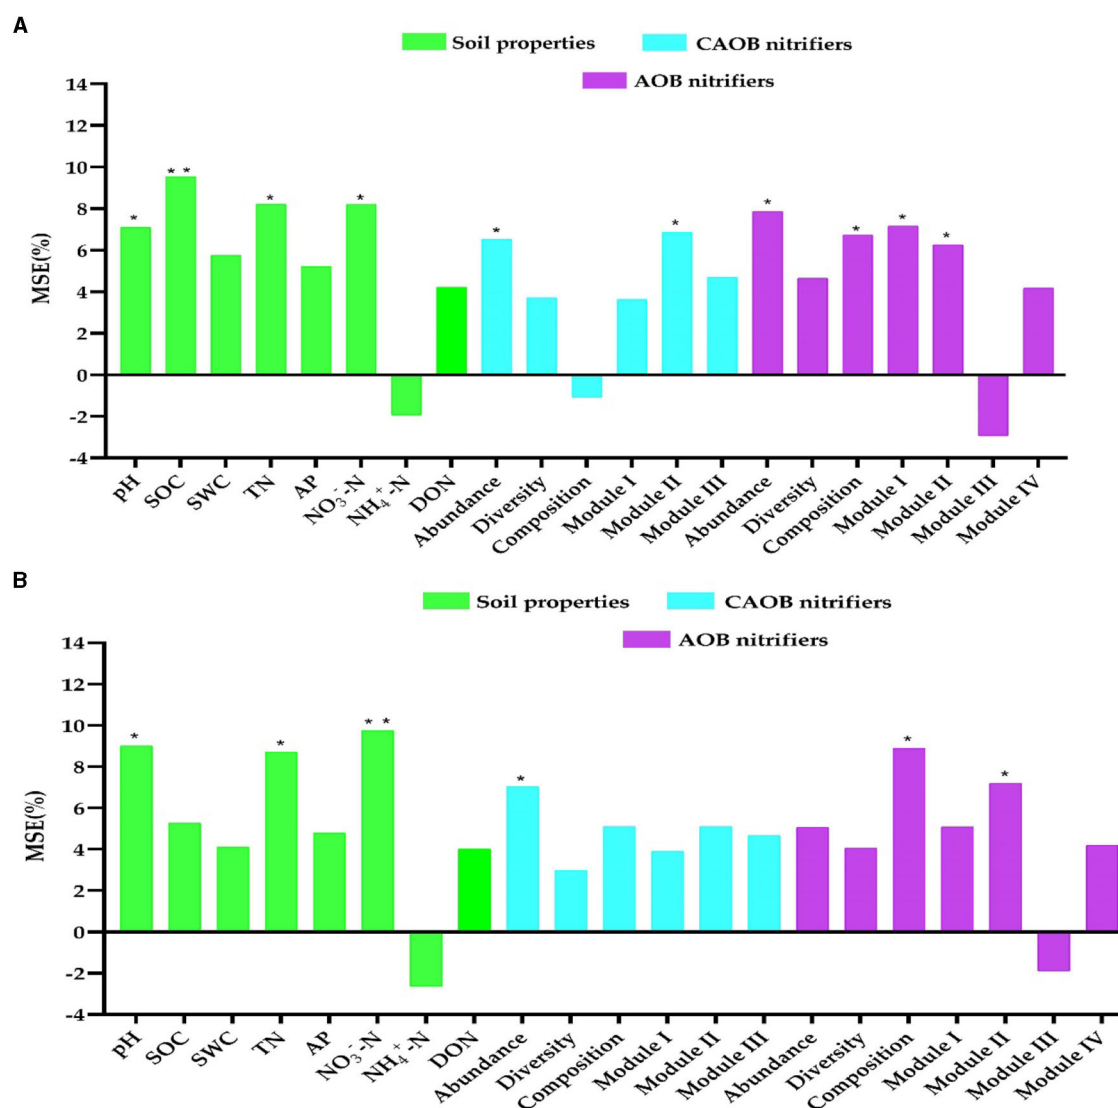 A
Soil properties CAOB nitrifiers
AOB nitrifiers
14
12
10
8
6
4
2
0
-2
-4
MSE(%)
* ** * * * * * * * *
pH SOC SWC TN AP NO₃⁻-N NH₄⁺-N DON Abundance Diversity Composition Module I Module II Module III Abundance Diversity Composition Module I Module II Module III Module IV
B
Soil properties CAOB nitrifiers
AOB nitrifiers
14
12
10
8
6
4
2
0
-2
-4
MSE(%)
* * ** * * *
pH SOC SWC TN AP NO₃⁻-N NH₄⁺-N DON Abundance Diversity Composition Module I Module II Module III Abundance Diversity Composition Module I Module II Module III Module IV